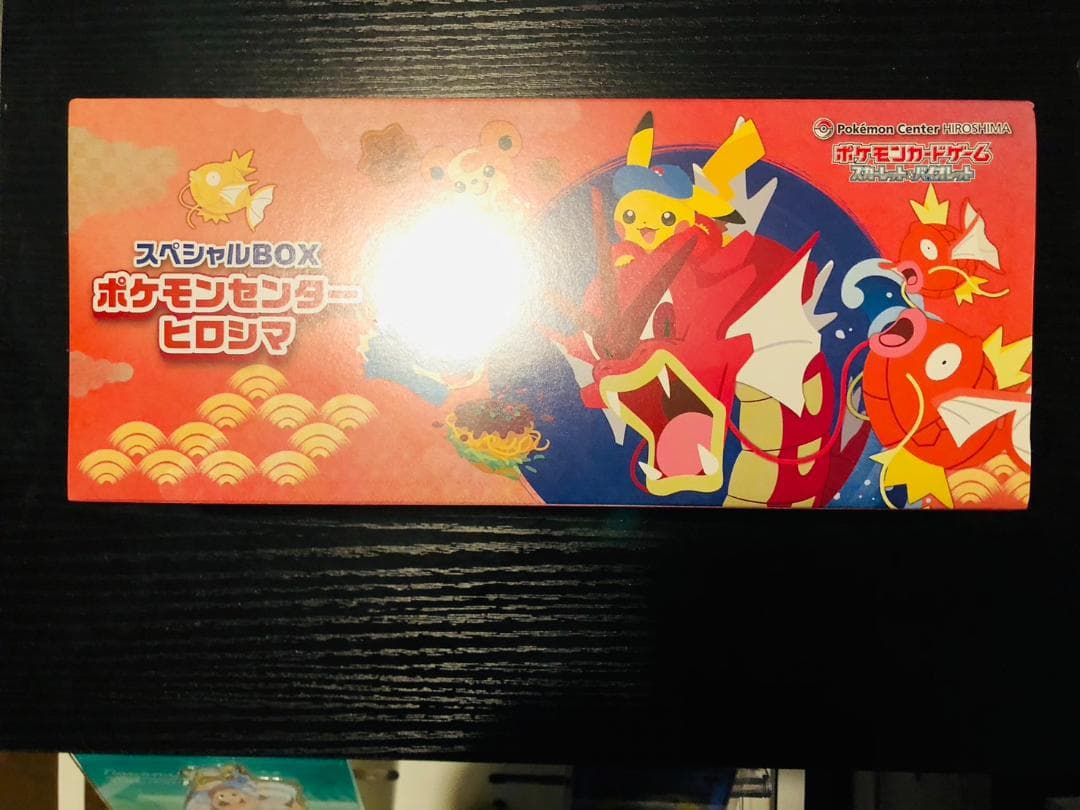 Pokémon Center HIROSHIMA
ポケモンカードゲーム
スカーレット&バイオレット
スペシャルBOX
ポケモンセンター
ヒロシマ